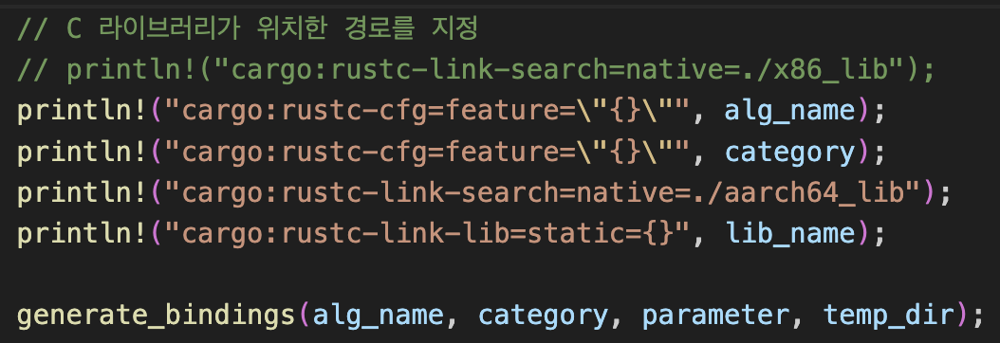 // C 라이브러리가 위치한 경로를 지정
// println!("cargo:rustc-link-search=native=./x86_lib");
println!("cargo:rustc-cfg=feature=\"{}\"", alg_name);
println!("cargo:rustc-cfg=feature=\"{}\"", category);
println!("cargo:rustc-link-search=native=./aarch64_lib");
println!("cargo:rustc-link-lib=static={}", lib_name);
generate_bindings(alg_name, category, parameter, temp_dir);